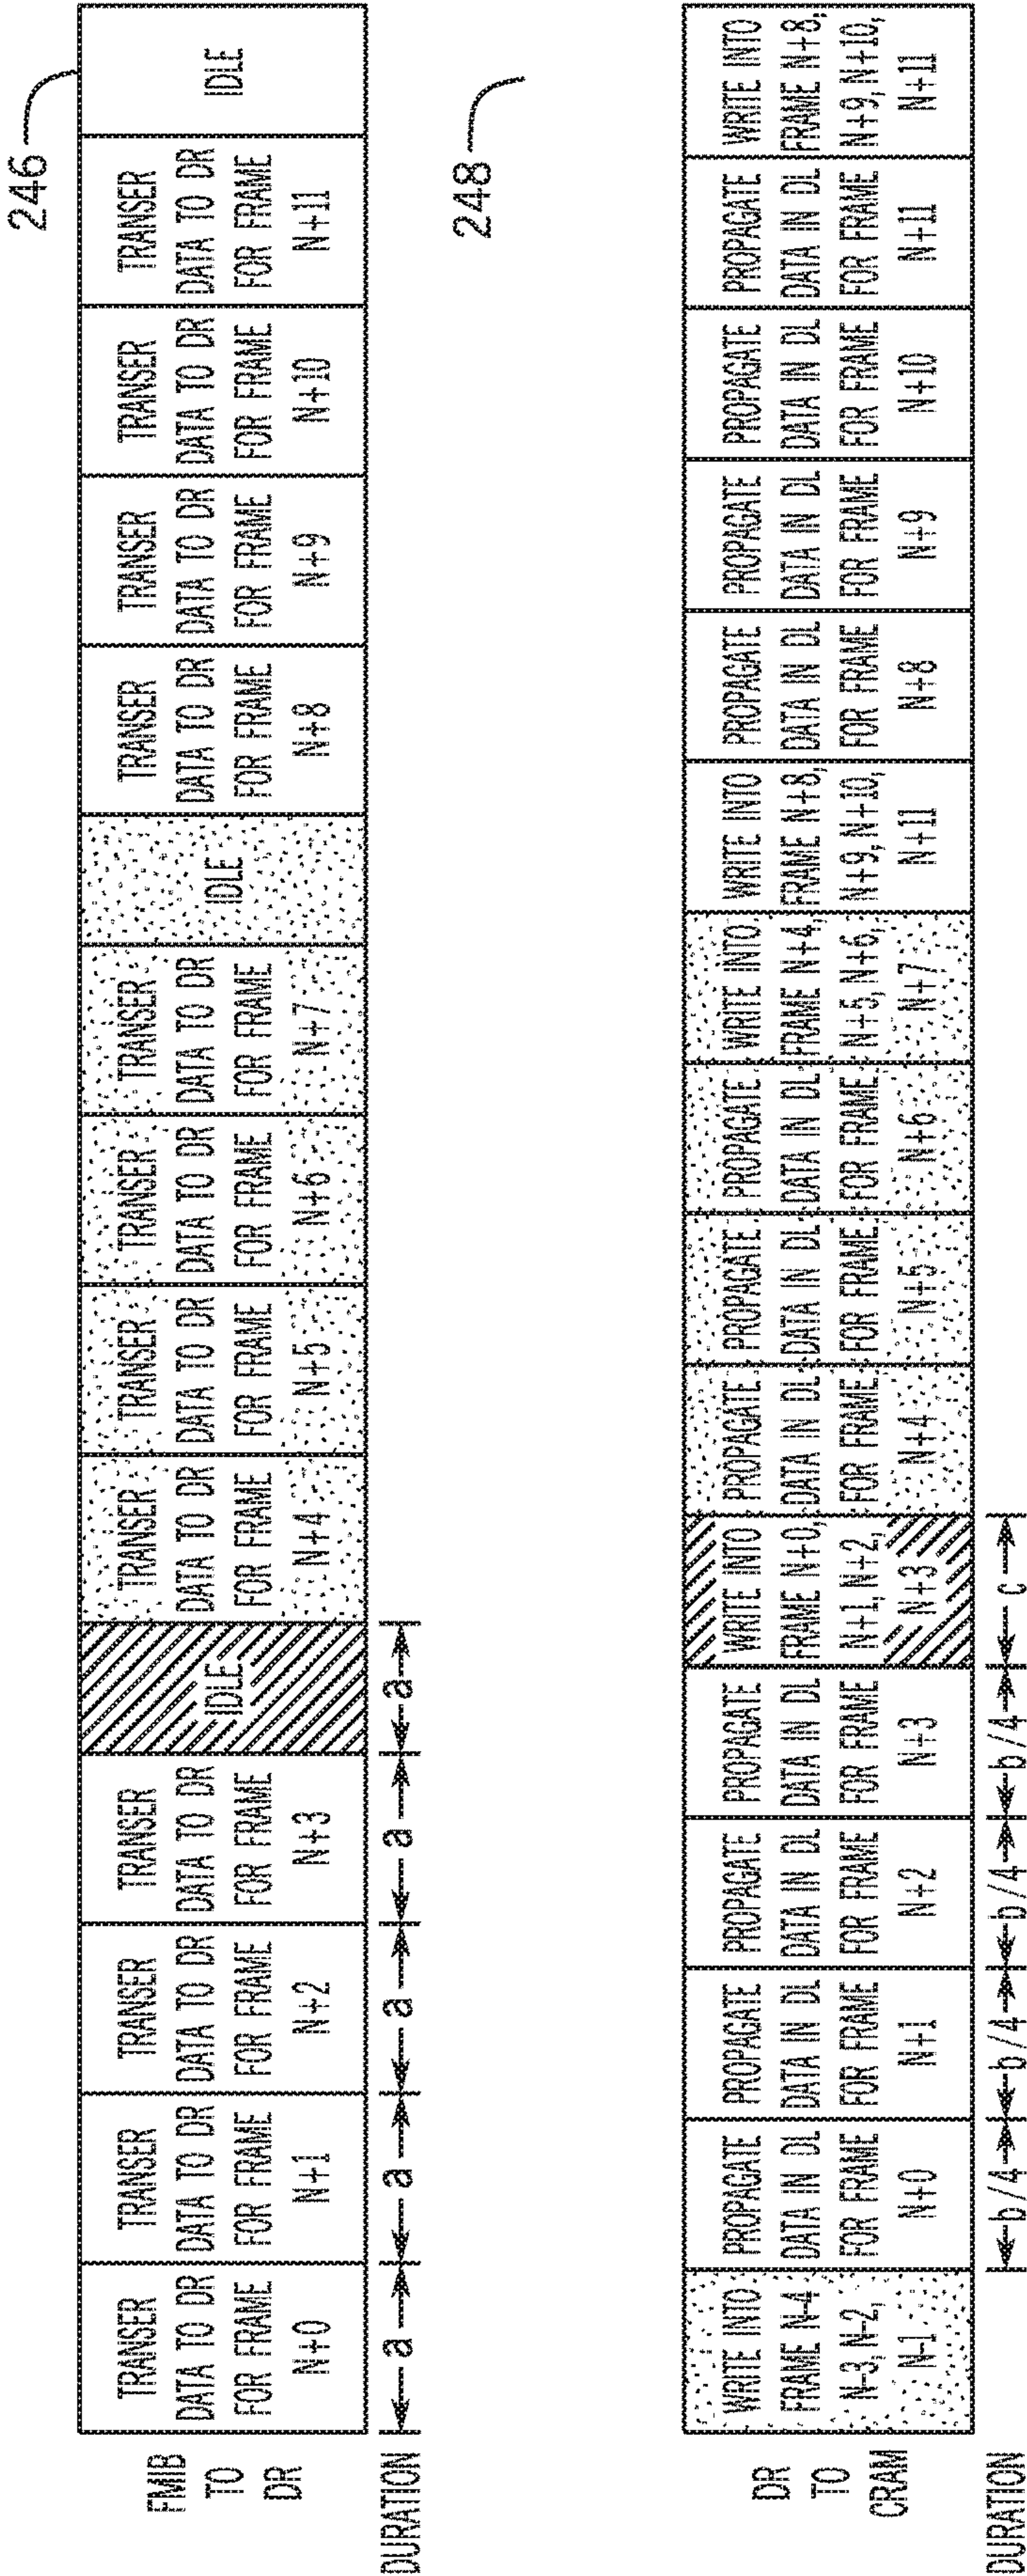 246
FMIB
TO
DR
TRANSER
DATA TO DR
FOR FRAME
N+0
TRANSER
DATA TO DR
FOR FRAME
N+1
TRANSER
DATA TO DR
FOR FRAME
N+2
TRANSER
DATA TO DR
FOR FRAME
N+3
IDLE
TRANSER
DATA TO DR
FOR FRAME
N+4
TRANSER
DATA TO DR
FOR FRAME
N+5
TRANSER
DATA TO DR
FOR FRAME
N+6
TRANSER
DATA TO DR
FOR FRAME
N+7
IDLE
TRANSER
DATA TO DR
FOR FRAME
N+8
TRANSER
DATA TO DR
FOR FRAME
N+9
TRANSER
DATA TO DR
FOR FRAME
N+10
TRANSER
DATA TO DR
FOR FRAME
N+11
IDLE
DURATION a a a a a
248
DR
TO
CRAM
WRITE INTO
FRAME N-4
N-3, N-2,
N-1
PROPAGATE
DATA IN DL
FOR FRAME
N+0
PROPAGATE
DATA IN DL
FOR FRAME
N+1
PROPAGATE
DATA IN DL
FOR FRAME
N+2
PROPAGATE
DATA IN DL
FOR FRAME
N+3
WRITE INTO
FRAME N+0,
N+1, N+2,
N+3
PROPAGATE
DATA IN DL
FOR FRAME
N+4
PROPAGATE
DATA IN DL
FOR FRAME
N+5
PROPAGATE
DATA IN DL
FOR FRAME
N+6
WRITE INTO
FRAME N+4,
N+5, N+6,
N+7
WRITE INTO
FRAME N+8,
N+9, N+10,
N+11
PROPAGATE
DATA IN DL
FOR FRAME
N+8
PROPAGATE
DATA IN DL
FOR FRAME
N+9
PROPAGATE
DATA IN DL
FOR FRAME
N+10
PROPAGATE
DATA IN DL
FOR FRAME
N+11
WRITE INTO
FRAME N+8,
N+9, N+10,
N+11
DURATION b/4 b/4 b/4 b/4 c